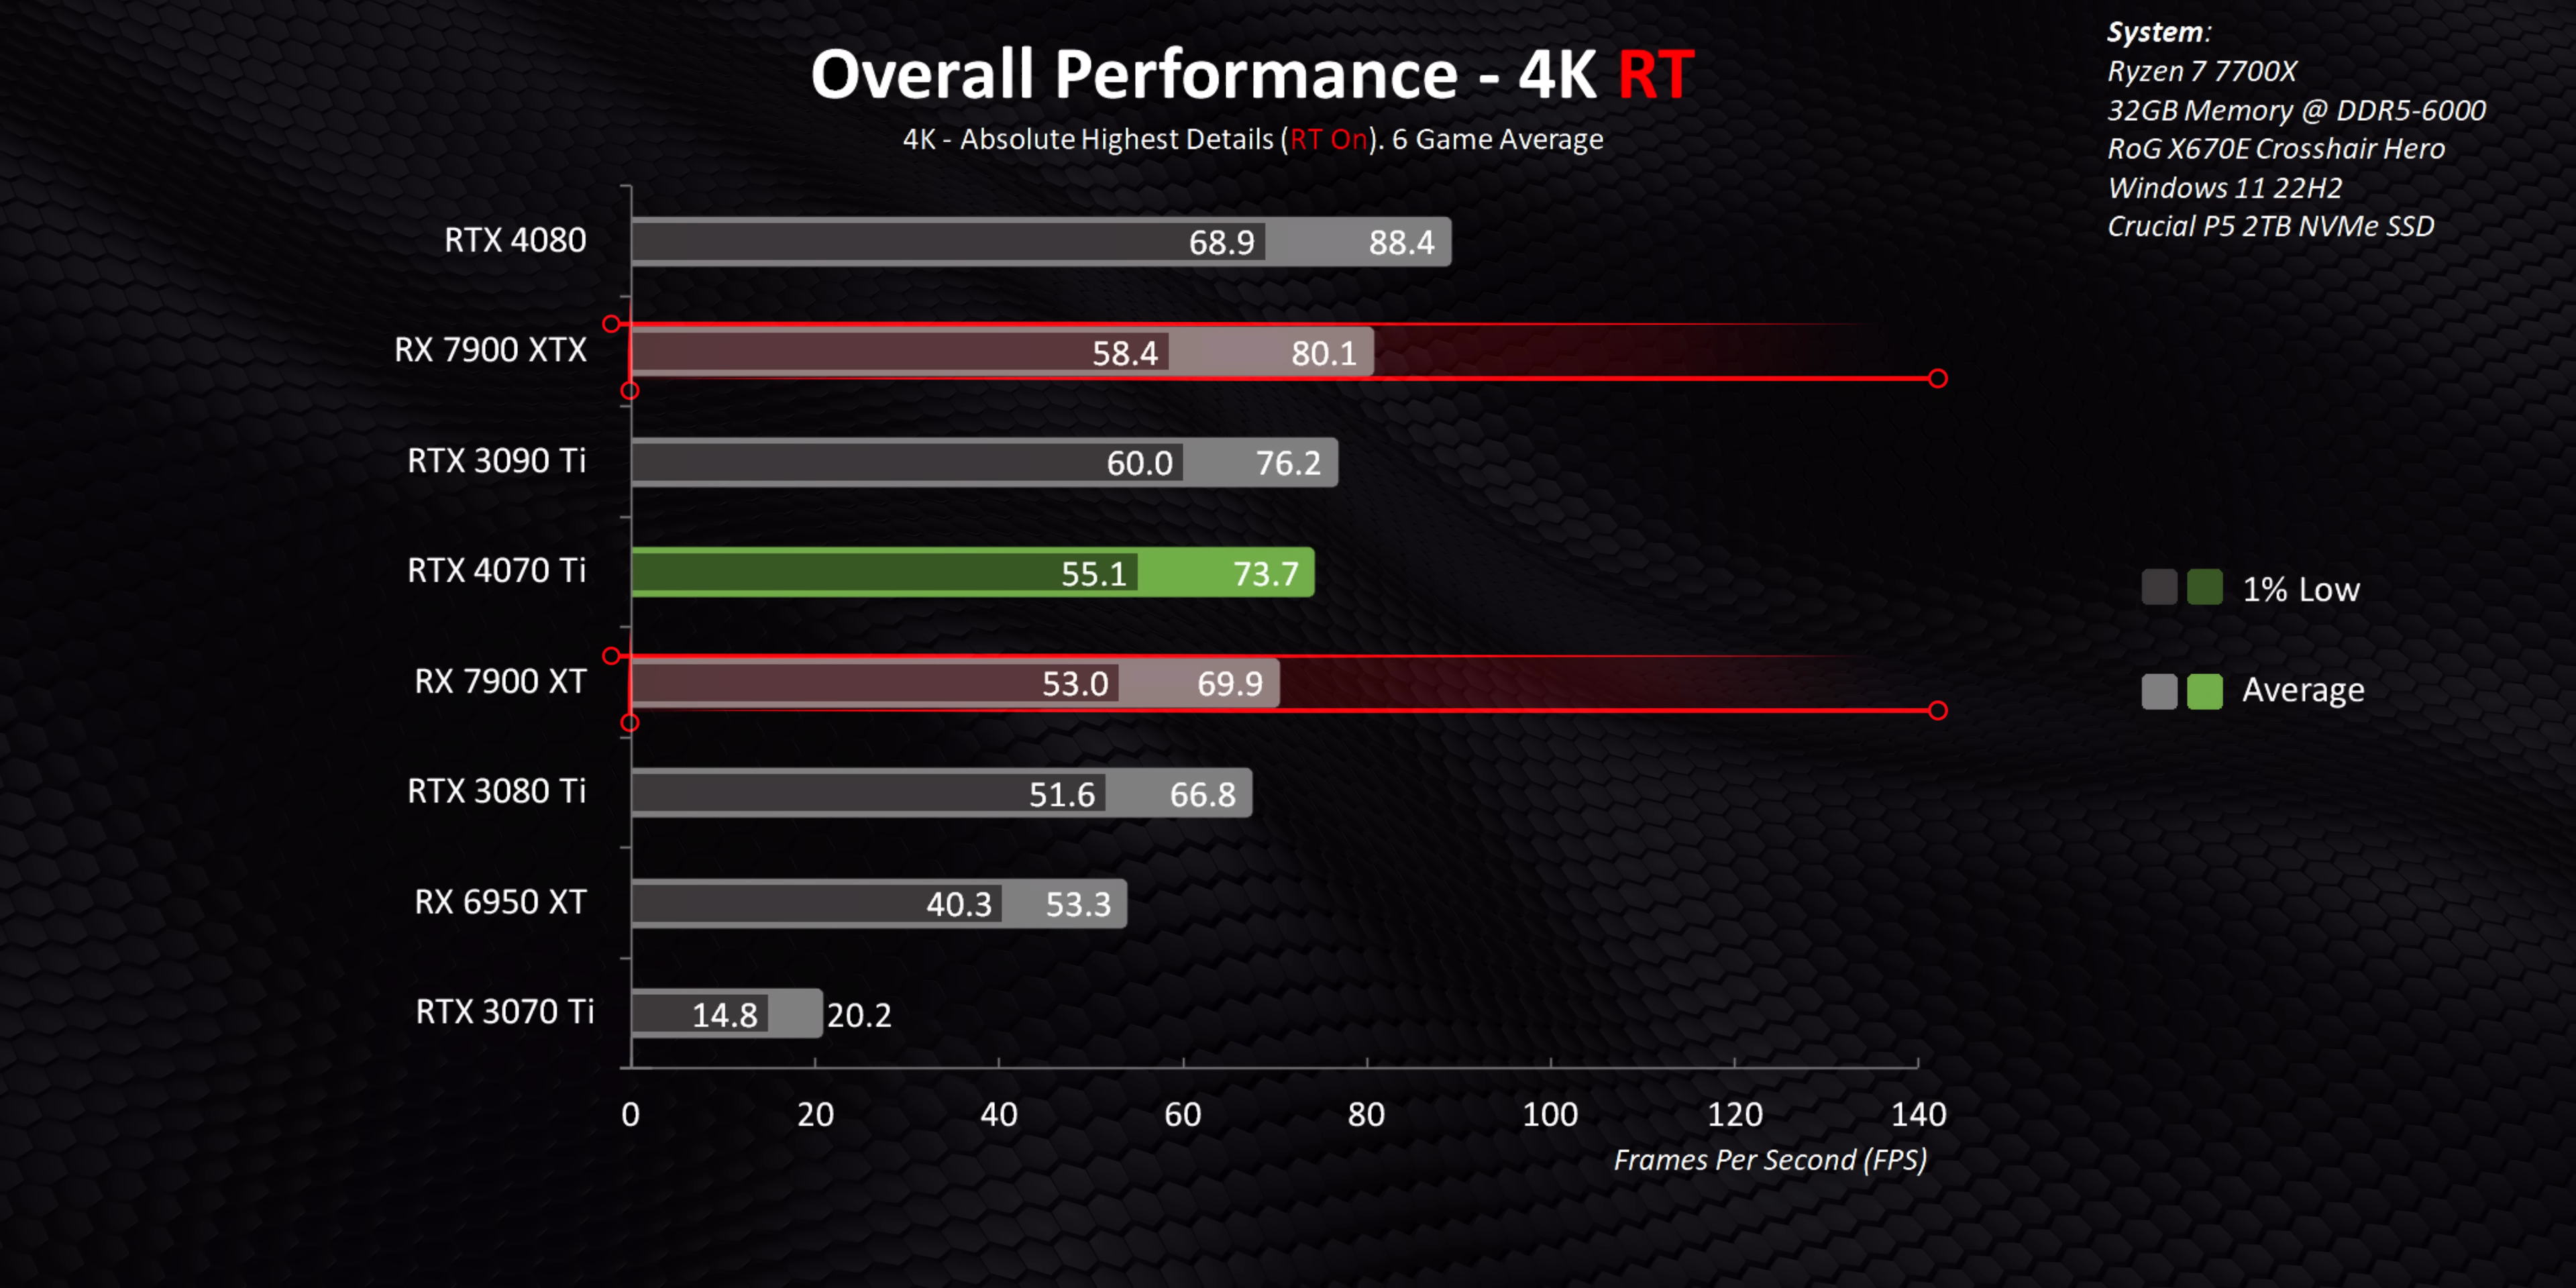 Overall Performance - 4K RT
4K - Absolute Highest Details (RT On). 6 Game Average
System:
Ryzen 7 7700X
32GB Memory @ DDR5-6000
RoG X670E Crosshair Hero
Windows 11 22H2
Crucial P5 2TB NVMe SSD
RTX 4080 68.9 88.4
RX 7900 XTX 58.4 80.1
RTX 3090 Ti 60.0 76.2
RTX 4070 Ti 55.1 73.7
RX 7900 XT 53.0 69.9
RTX 3080 Ti 51.6 66.8
RX 6950 XT 40.3 53.3
RTX 3070 Ti 14.8 20.2
1% Low
Average
0 20 40 60 80 100 120 140
Frames Per Second (FPS)